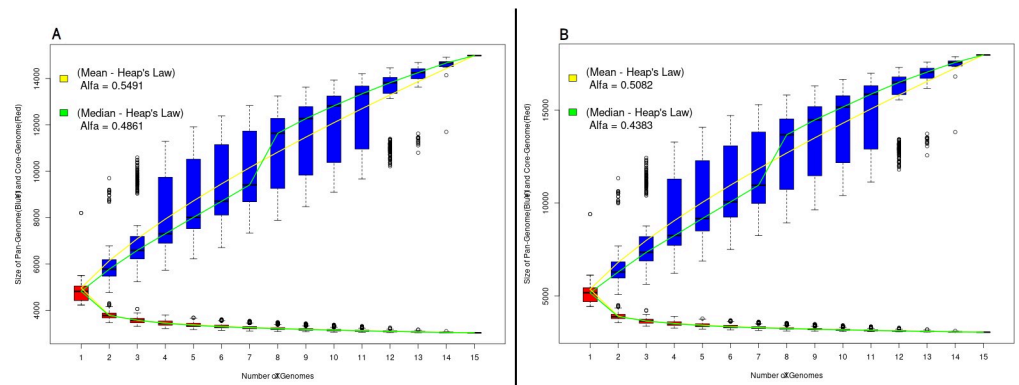 A
(Mean - Heap's Law)
Alfa = 0.5491
(Median - Heap's Law)
Alfa = 0.4861
14000
12000
10000
8000
6000
4000
1 2 3 4 5 6 7 8 9 10 11 12 13 14 15
B
(Mean - Heap's Law)
Alfa = 0.5082
(Median - Heap's Law)
Alfa = 0.4383
15000
10000
5000
1 2 3 4 5 6 7 8 9 10 11 12 13 14 15